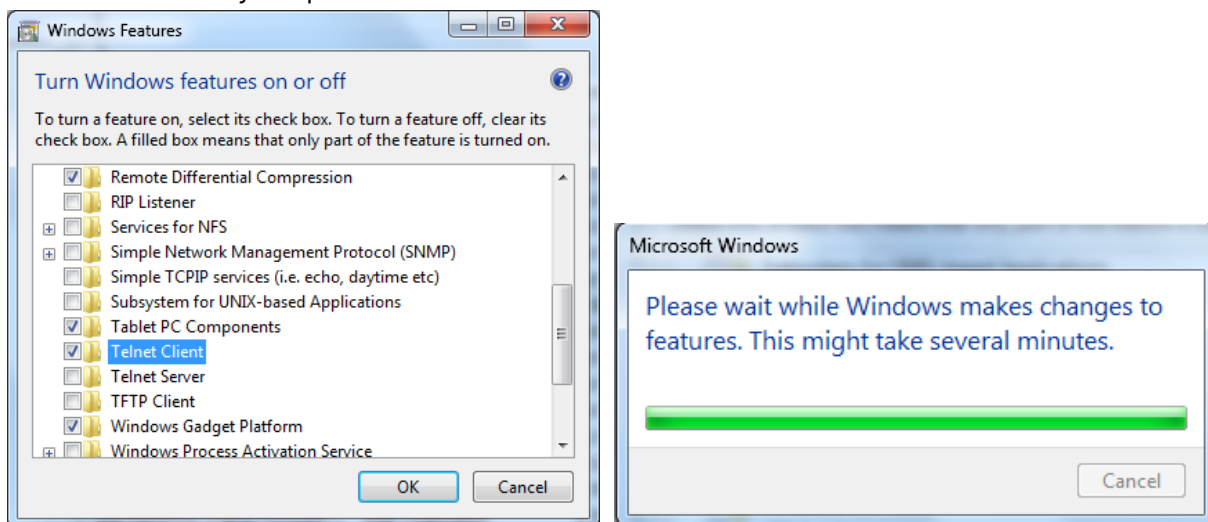 Windows Features
Turn Windows features on or off
To turn a feature on, select its check box. To turn a feature off, clear its
check box. A filled box means that only part of the feature is turned on.
Remote Differential Compression
RIP Listener
Services for NFS
Simple Network Management Protocol (SNMP)
Simple TCPIP services (i.e. echo, daytime etc)
Subsystem for UNIX-based Applications
Tablet PC Components
Telnet Client
Telnet Server
TFTP Client
Windows Gadget Platform
Windows Process Activation Service
OK
Cancel
Microsoft Windows
Please wait while Windows makes changes to
features. This might take several minutes.
Cancel